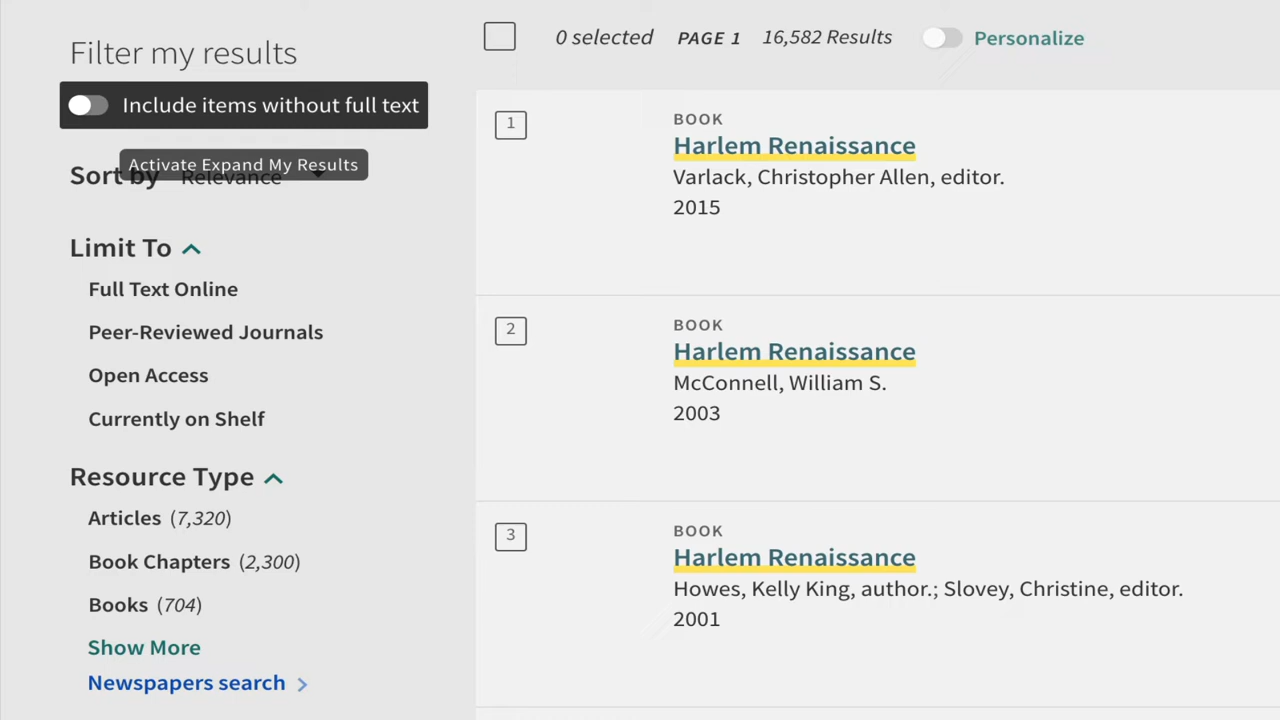 Filter my results
Include items without full text
Activate Expand My Results
Sort by Relevance
Limit To
Full Text Online
Peer-Reviewed Journals
Open Access
Currently on Shelf
Resource Type
Articles (7,320)
Book Chapters (2,300)
Books (704)
Show More
Newspapers search
0 selected PAGE 1 16,582 Results Personalize
1
BOOK
Harlem Renaissance
Varlack, Christopher Allen, editor.
2015
2
BOOK
Harlem Renaissance
McConnell, William S.
2003
3
BOOK
Harlem Renaissance
Howes, Kelly King, author.; Slovey, Christine, editor.
2001